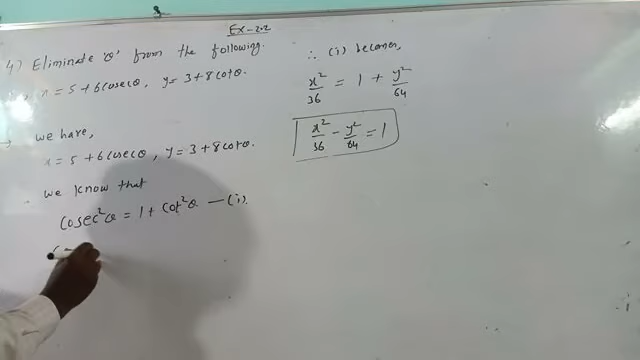 Ex-2.2
4) Eliminate 'θ' from the following.
x = 5 + 6cosecθ, y = 3 + 8cotθ.
→ We have,
x = 5 + 6cosecθ, y = 3 + 8cotθ.
We know that
cosec²θ = 1 + cot²θ —(i).
∴ (i) becomes,
x²/36 = 1 + y²/64
x²/36 - y²/64 = 1